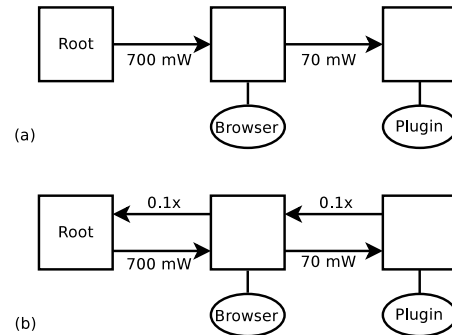 Root
700 mW
70 mW
Browser
Plugin
(a)
0.1x
0.1x
Root
700 mW
70 mW
Browser
Plugin
(b)